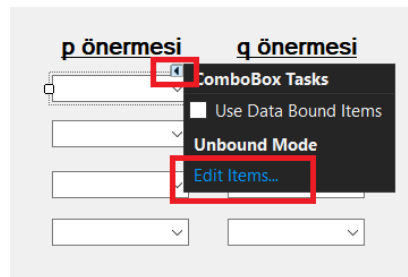 p önermesi q önermesi
ComboBox Tasks
Use Data Bound Items
Unbound Mode
Edit Items...